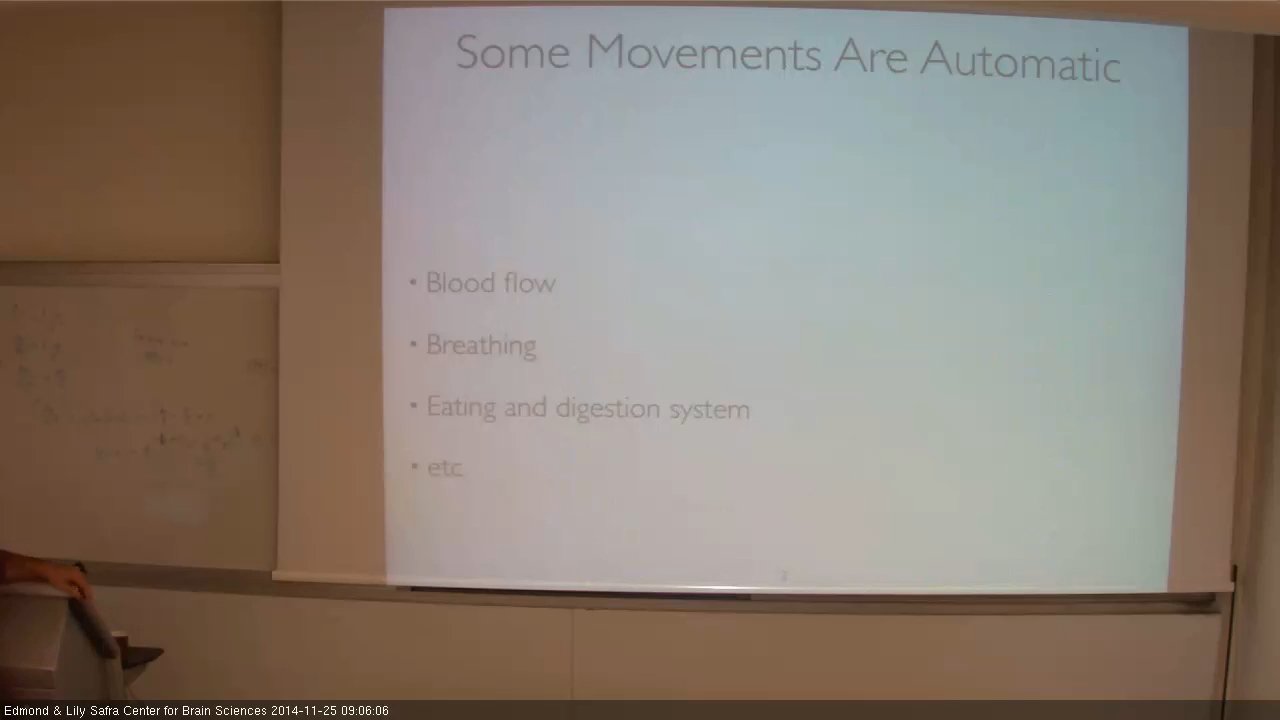 Some Movements Are Automatic
• Blood flow
• Breathing
• Eating and digestion system
• etc
Edmond & Lily Safra Center for Brain Sciences 2014-11-25 09:06:06